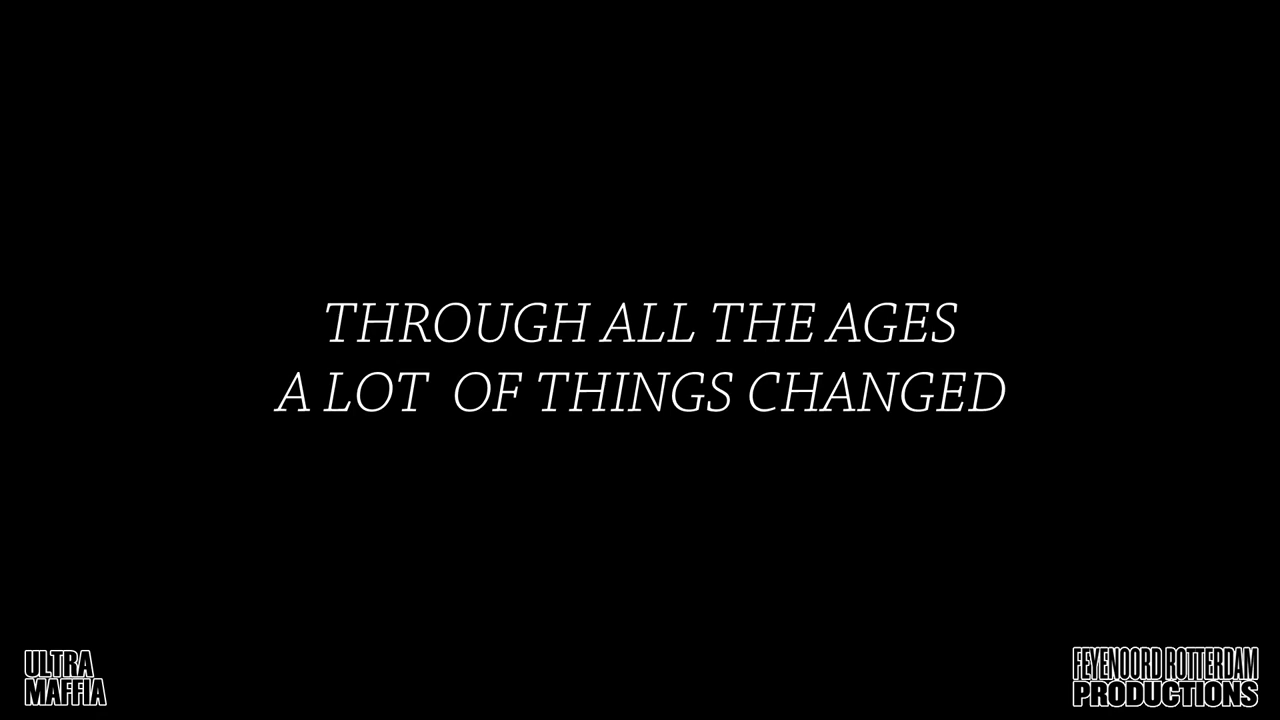 THROUGH ALL THE AGES
A LOT OF THINGS CHANGED
ULTRA
MAFFIA
FEYENOORD ROTTERDAM
PRODUCTIONS